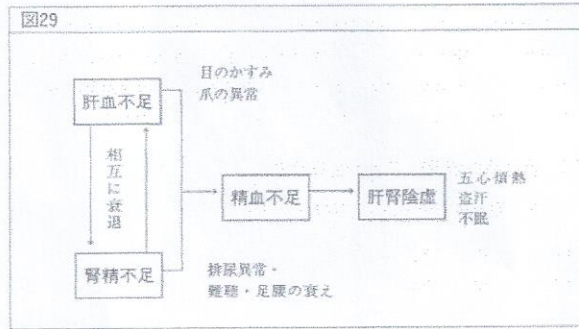 図29
目のかすみ
爪の異常
肝血不足
相互に衰退
精血不足
肝腎陰虚
五心煩熱
盗汗
不眠
腎精不足
排尿異常・
難聴・足腰の衰え